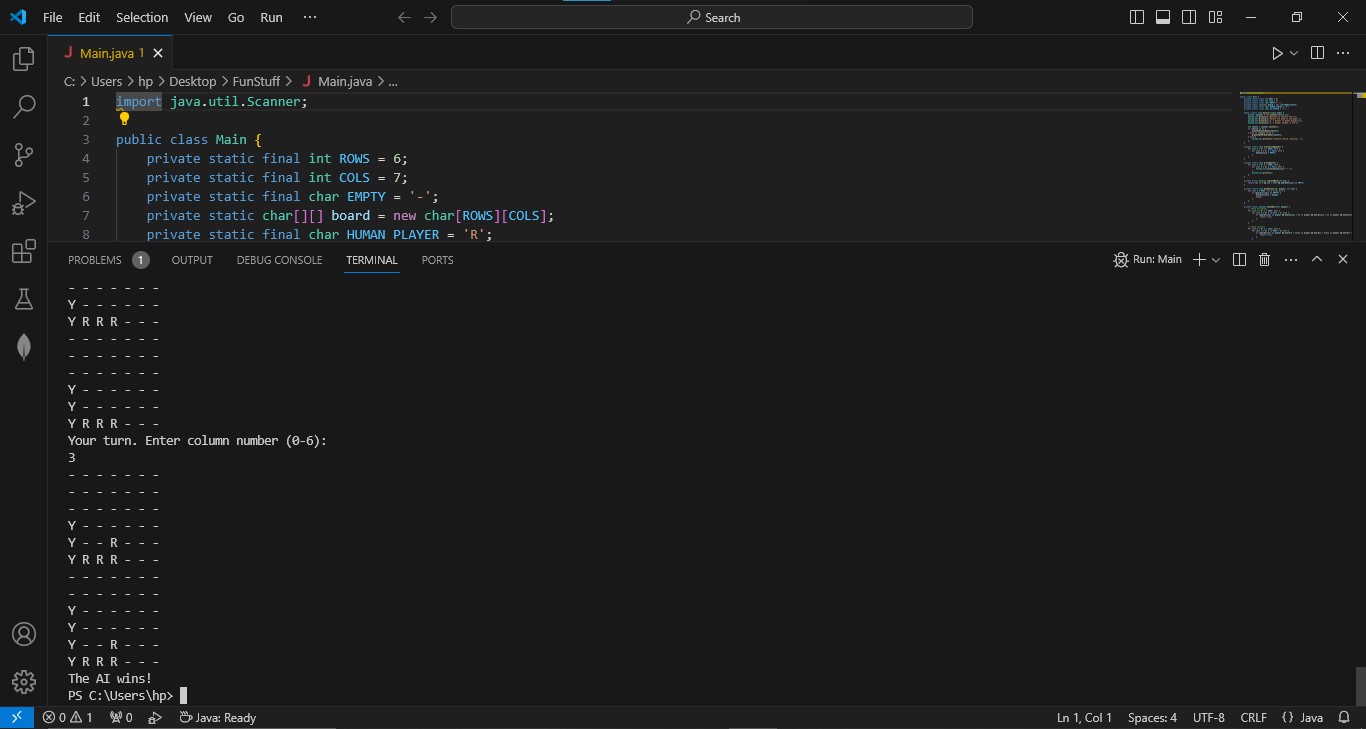 File Edit Selection View Go Run ··· Search
J Main.java 1
C: > Users > hp > Desktop > FunStuff > J Main.java > ...
1 import java.util.Scanner;
2
3 public class Main {
4 private static final int ROWS = 6;
5 private static final int COLS = 7;
6 private static final char EMPTY = '-';
7 private static char[][] board = new char[ROWS][COLS];
8 private static final char HUMAN_PLAYER = 'R';
PROBLEMS 1 OUTPUT DEBUG CONSOLE TERMINAL PORTS Run: Main
- - - - - - -
Y - - - - - -
Y R R R - - -
- - - - - - -
- - - - - - -
- - - - - - -
Y - - - - - -
Y - - - - - -
Y R R R - - -
Your turn. Enter column number (0-6):
3
- - - - - - -
- - - - - - -
- - - - - - -
Y - - - - - -
Y - - R - - -
Y R R R - - -
- - - - - - -
- - - - - - -
Y - - - - - -
Y - - - - - -
Y - - R - - -
Y R R R - - -
The AI wins!
PS C:\Users\hp>
0 1 0 Java: Ready Ln 1, Col 1 Spaces: 4 UTF-8 CRLF {} Java